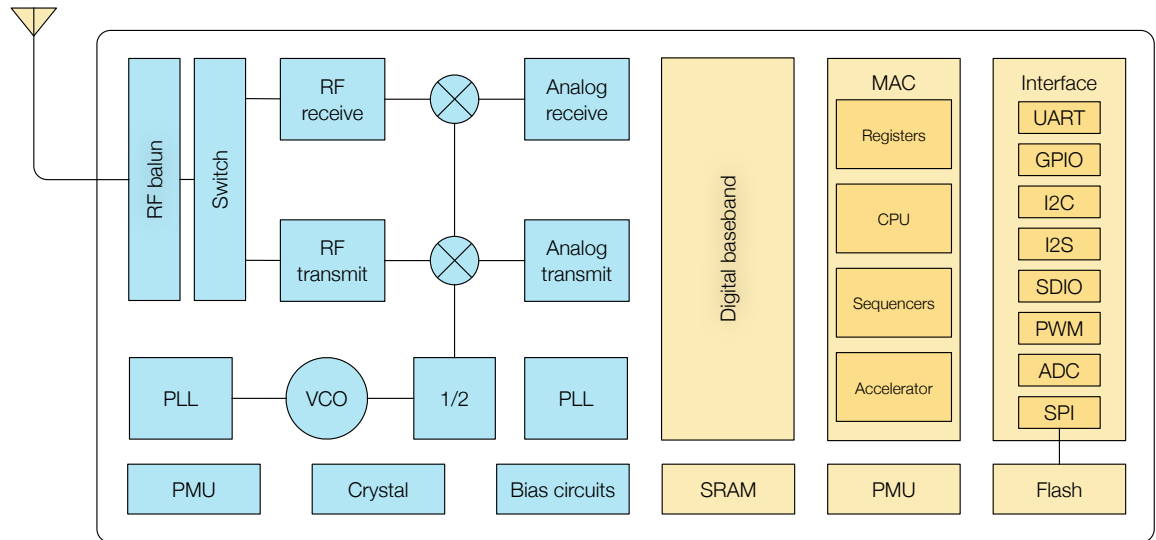 RF balun
Switch
RF
receive
Analog
receive
RF
transmit
Analog
transmit
PLL
VCO
1/2
PLL
PMU
Crystal
Bias circuits
Digital baseband
SRAM
MAC
Registers
CPU
Sequencers
Accelerator
PMU
Interface
UART
GPIO
I2C
I2S
SDIO
PWM
ADC
SPI
Flash